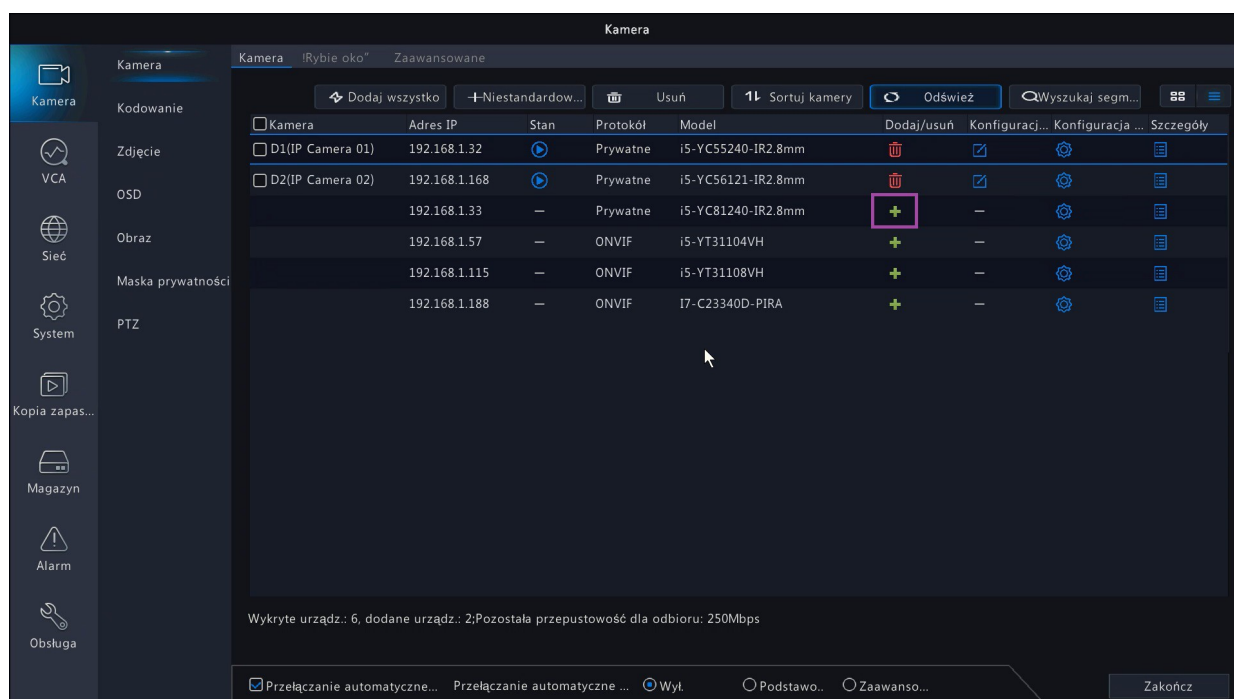 Kamera
Kamera !Rybie oko" Zaawansowane
Kamera
Kodowanie
Zdjęcie
OSD
Obraz
Maska prywatności
PTZ
Kamera
VCA
Sieć
System
Kopia zapas...
Magazyn
Alarm
Obsługa
Dodaj wszystko Niestandardow... Usuń Sortuj kamery Odśwież Wyszukaj segm...
Kamera Adres IP Stan Protokół Model Dodaj/usuń Konfiguracj... Konfiguracja ... Szczegóły
D1(IP Camera 01) 192.168.1.32 Prywatne i5-YC55240-IR2.8mm
D2(IP Camera 02) 192.168.1.168 Prywatne i5-YC56121-IR2.8mm
192.168.1.33 — Prywatne i5-YC81240-IR2.8mm —
192.168.1.57 — ONVIF i5-YT31104VH —
192.168.1.115 — ONVIF i5-YT31108VH —
192.168.1.188 — ONVIF I7-C23340D-PIRA —
Wykryte urządz.: 6, dodane urządz.: 2;Pozostała przepustowość dla odbioru: 250Mbps
Przełączanie automatyczne... Przełączanie automatyczne ... Wył. Podstawo.. Zaawanso... Zakończ